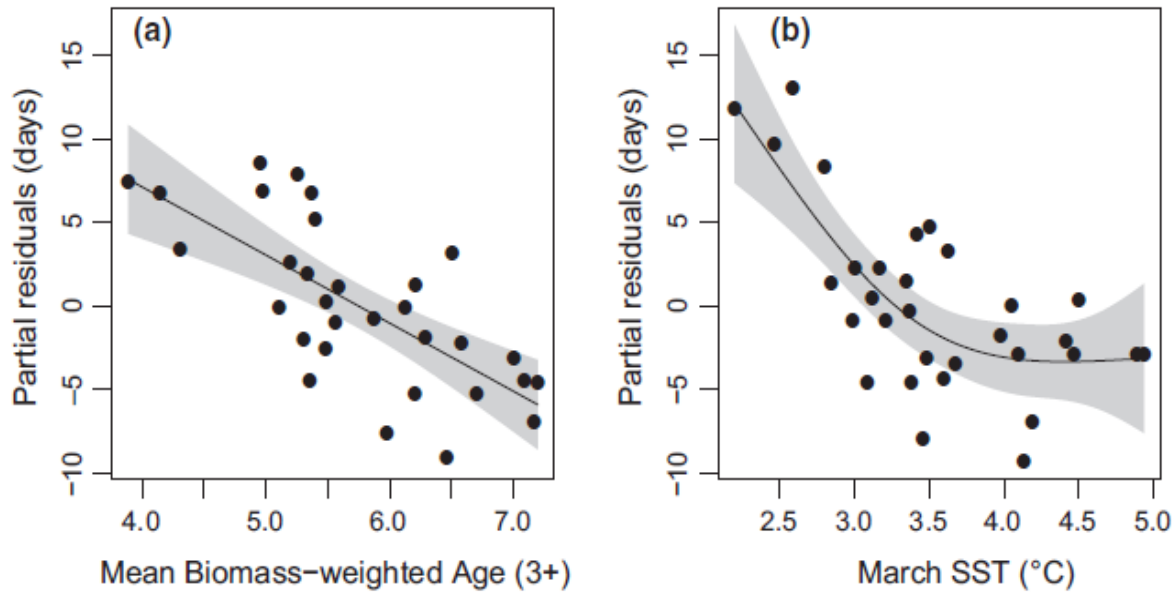 (a)
Partial residuals (days)
15
10
5
0
−5
−10
4.0 5.0 6.0 7.0
Mean Biomass−weighted Age (3+)
(b)
Partial residuals (days)
15
10
5
0
−5
−10
2.5 3.0 3.5 4.0 4.5 5.0
March SST (°C)